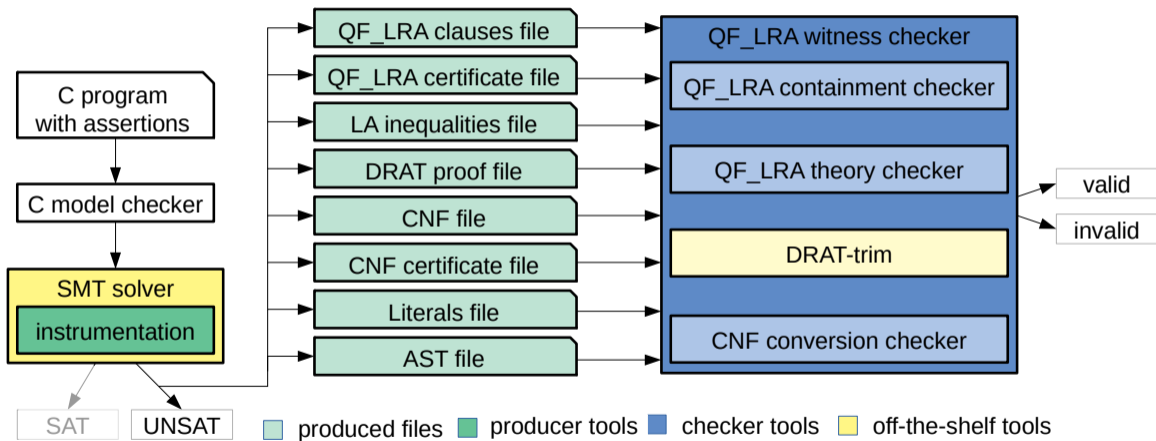 C program
with assertions
C model checker
SMT solver
instrumentation
SAT
UNSAT
QF_LRA clauses file
QF_LRA certificate file
LA inequalities file
DRAT proof file
CNF file
CNF certificate file
Literals file
AST file
QF_LRA witness checker
QF_LRA containment checker
QF_LRA theory checker
DRAT-trim
CNF conversion checker
valid
invalid
produced files
producer tools
checker tools
off-the-shelf tools